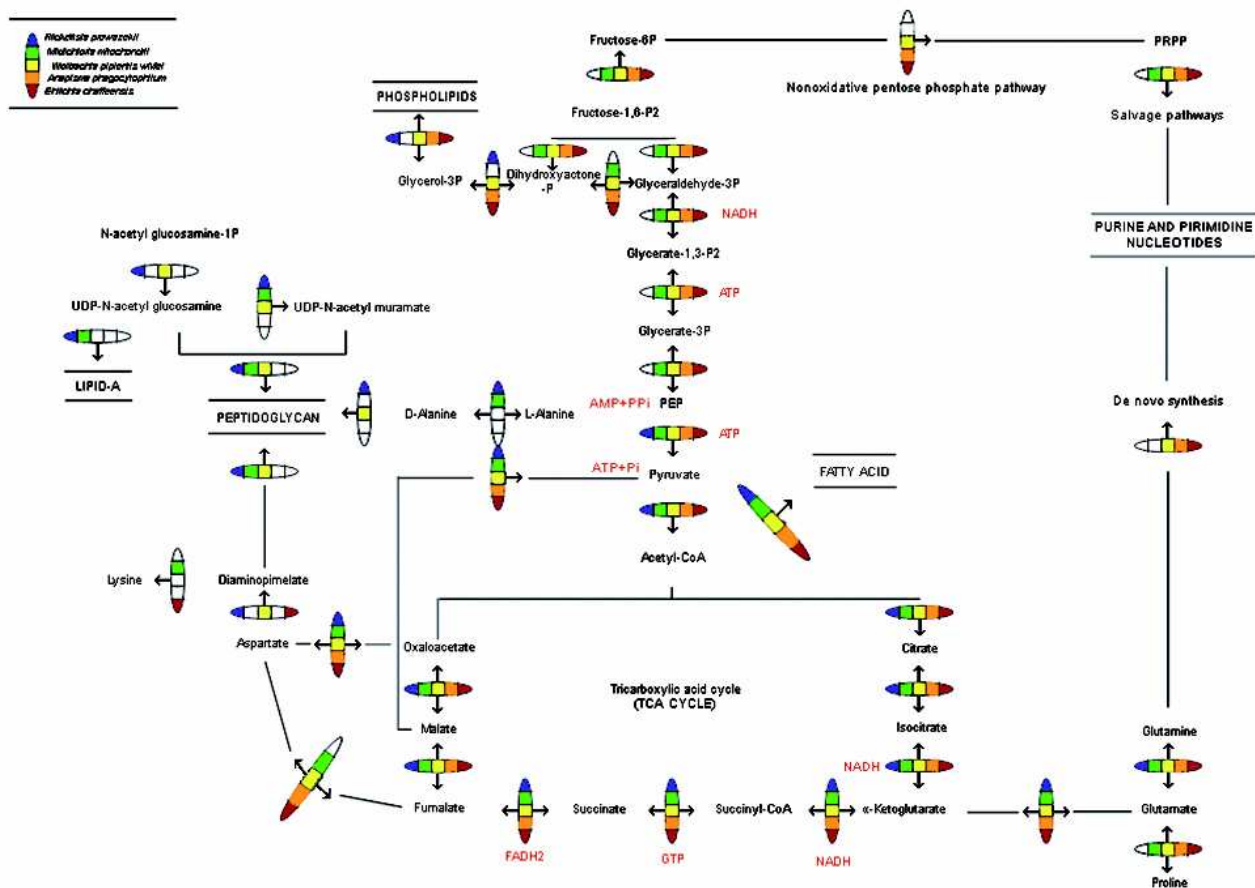 Rickettsia prowazekii
Midichloria mitochondrii
Wolbachia pipientis wMel
Anaplasma phagocytophilum
Ehrlichia chaffeensis
Fructose-6P
PRPP
Nonoxidative pentose phosphate pathway
PHOSPHOLIPIDS
Fructose-1,6-P2
Salvage pathways
Glycerol-3P
Dihydroxyactone
-P
Glyceraldehyde-3P
NADH
N-acetyl glucosamine-1P
Glycerate-1,3-P2
PURINE AND PIRIMIDINE
NUCLEOTIDES
ATP
UDP-N-acetyl glucosamine
UDP-N-acetyl muramate
Glycerate-3P
LIPID-A
PEPTIDOGLYCAN
D-Alanine
L-Alanine
AMP+PPi
PEP
De novo synthesis
ATP
ATP+Pi
Pyruvate
FATTY ACID
Acetyl-CoA
Lysine
Diaminopimelate
Aspartate
Oxaloacetate
Citrate
Tricarboxylic acid cycle
(TCA CYCLE)
Malate
Isocitrate
Glutamine
NADH
Fumalate
Succinate
Succinyl-CoA
α-Ketoglutarate
Glutamate
FADH2
GTP
NADH
Proline